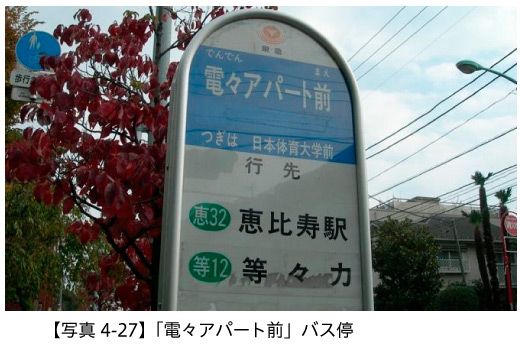 歩行
東急
でんでん まえ
電々アパート前
つぎは 日本体育大学前
行先
恵32 恵比寿駅
等12 等々力
【写真 4-27】「電々アパート前」バス停